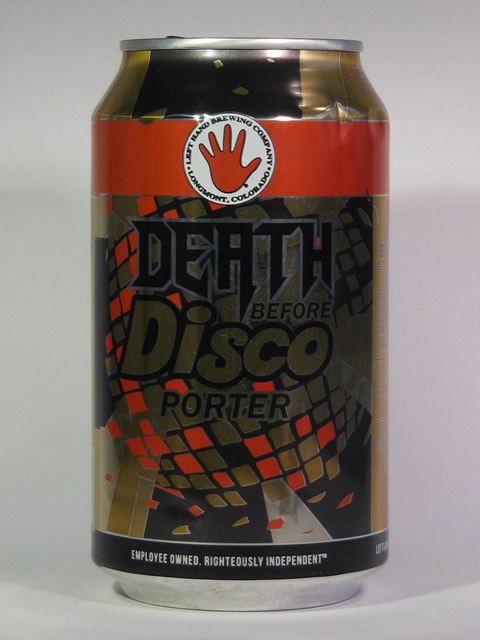 LEFT HAND BREWING COMPANY
• LONGMONT, COLORADO •
DEATH
BEFORE
Disco
PORTER
EMPLOYEE OWNED. RIGHTEOUSLY INDEPENDENT™